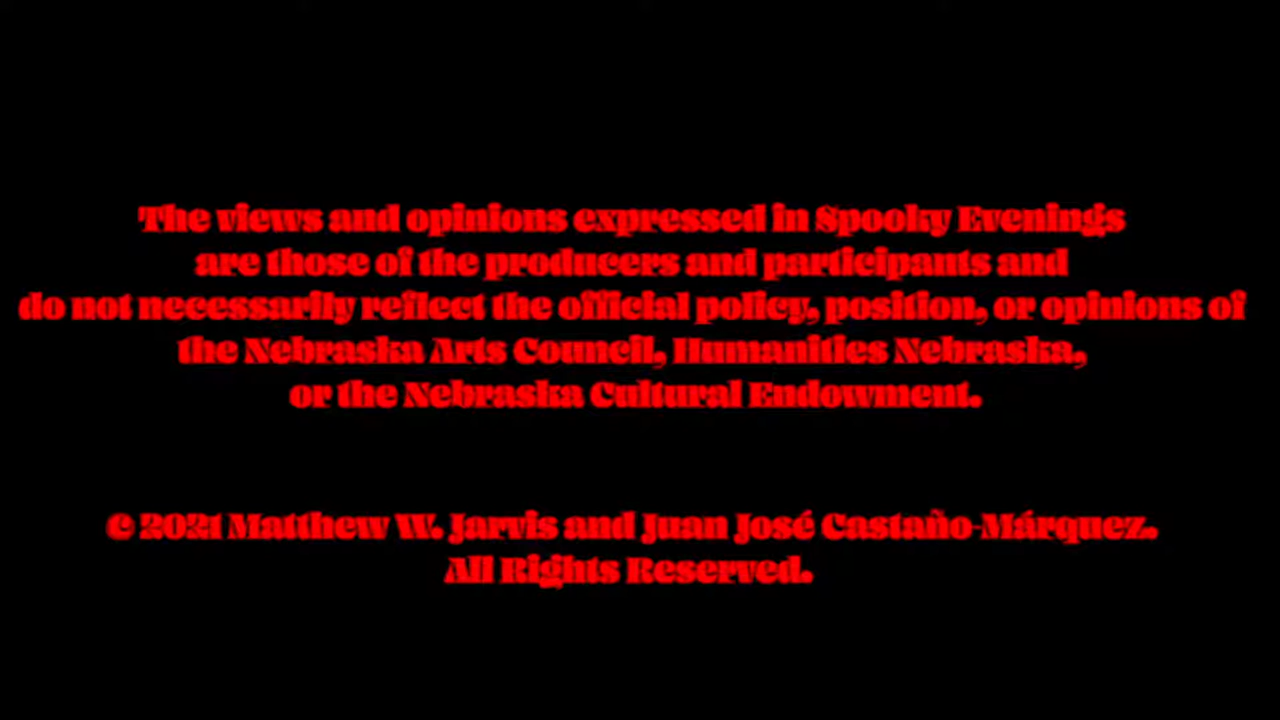 The views and opinions expressed in Spooky Evenings
are those of the producers and participants and
do not necessarily reflect the official policy, position, or opinions of
the Nebraska Arts Council, Humanities Nebraska,
or the Nebraska Cultural Endowment.
© 2021 Matthew W. Jarvis and Juan José Castaño-Márquez.
All Rights Reserved.